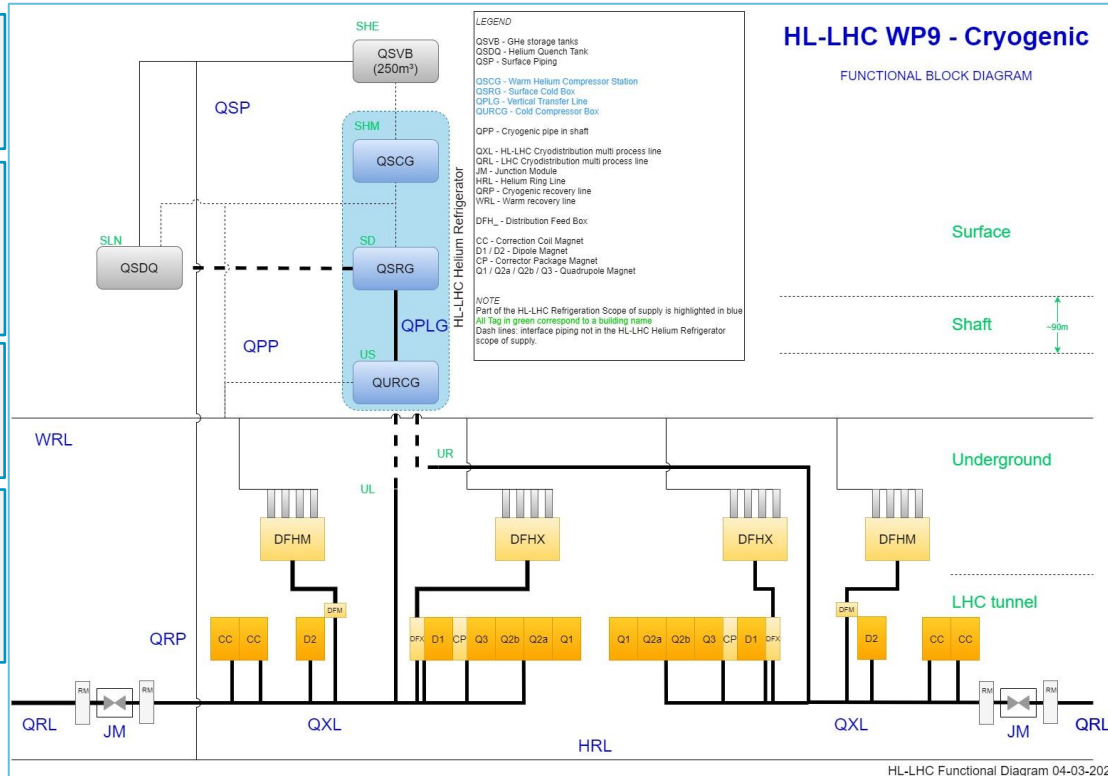 HL-LHC WP9 - Cryogenic
FUNCTIONAL BLOCK DIAGRAM
SHE
QSVB
(250m³)
QSP
SHM
QSCG
SLN
QSDQ
SD
QSRG
HL-LHC Helium Refrigerator
QPLG
QPP
US
QURCG
LEGEND
QSVB - GHe storage tanks
QSDQ - Helium Quench Tank
QSP - Surface Piping
QSCG - Warm Helium Compressor Station
QSRG - Surface Cold Box
QPLG - Vertical Transfer Line
QURCG - Cold Compressor Box
QPP - Cryogenic pipe in shaft
QXL - HL-LHC Cryodistribution multi process line
QRL - LHC Cryodistribution multi process line
JM - Junction Module
HRL - Helium Ring Line
QRP - Cryogenic recovery line
WRL - Warm recovery line
DFH_ - Distribution Feed Box
CC - Correction Coil Magnet
D1 / D2 - Dipole Magnet
CP - Corrector Package Magnet
Q1 / Q2a / Q2b / Q3 - Quadrupole Magnet
NOTE
Part of the HL-LHC Refrigeration Scope of supply is highlighted in blue
All Tag in green correspond to a building name
Dash lines: interface piping not in the HL-LHC Helium Refrigerator
scope of supply.
Surface
Shaft
~90m
Underground
LHC tunnel
WRL
UR
UL
DFHM
DFHX
DFHX
DFHM
QRP
CC CC
D2
DFM
DFX D1 CP Q3 Q2b Q2a Q1
Q1 Q2a Q2b Q3 CP D1 DFX
DFM
D2
CC CC
RM
RM
RM
RM
QRL
JM
QXL
HRL
QXL
JM
QRL
HL-LHC Functional Diagram 04-03-202